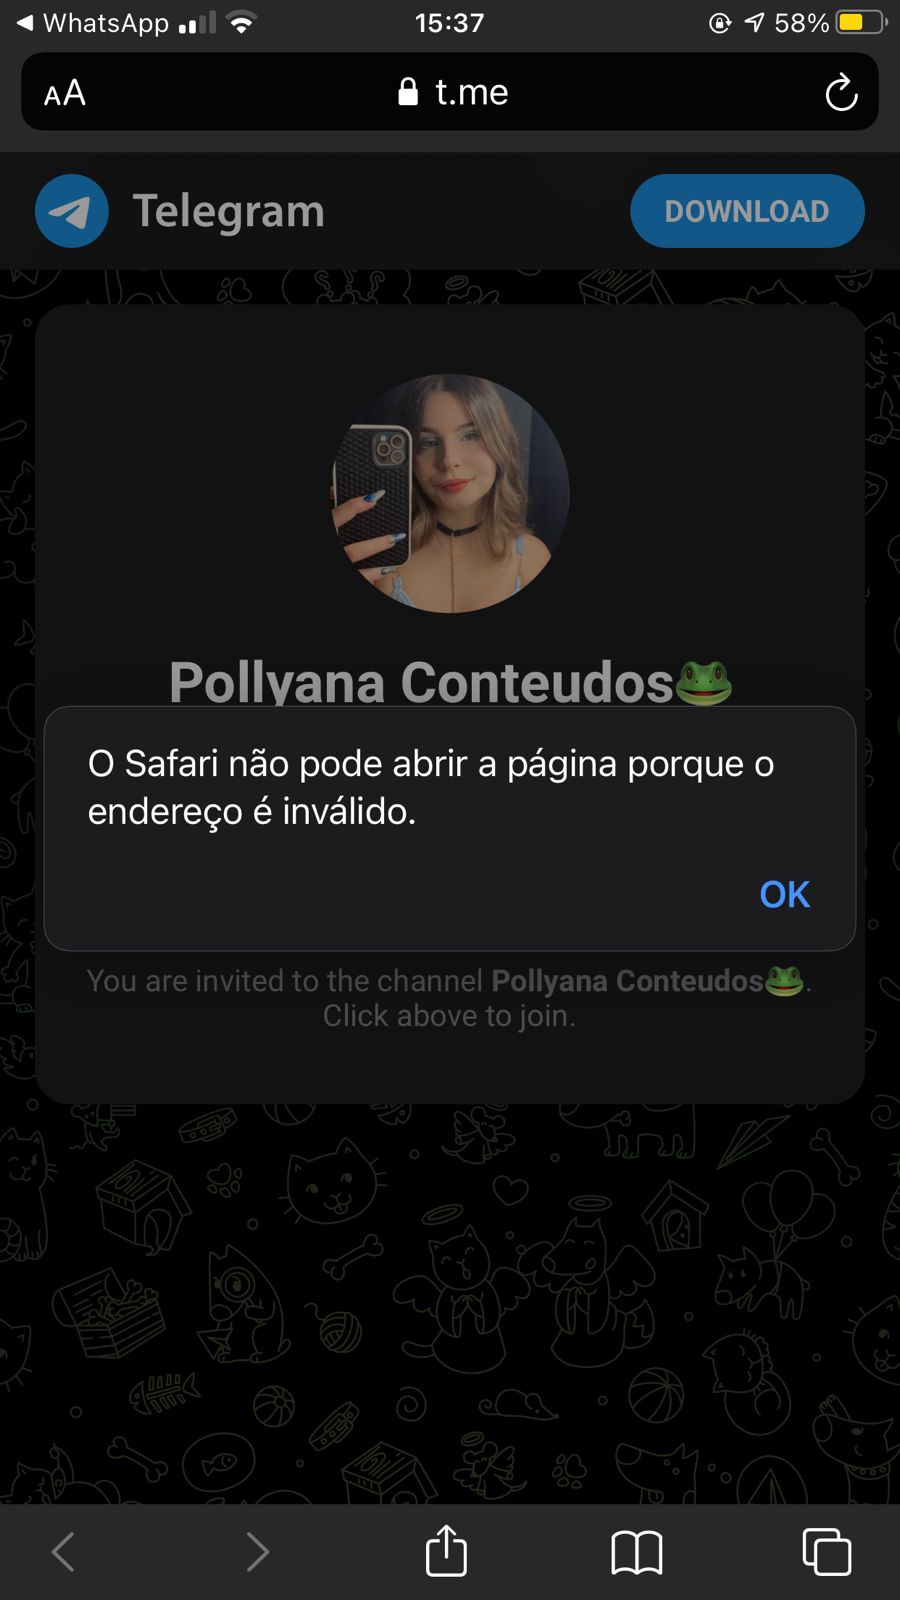 ◀ WhatsApp 15:37 58%
AA t.me
Telegram DOWNLOAD
Pollyana Conteudos🐸
O Safari não pode abrir a página porque o
endereço é inválido.
OK
You are invited to the channel Pollyana Conteudos🐸.
Click above to join.